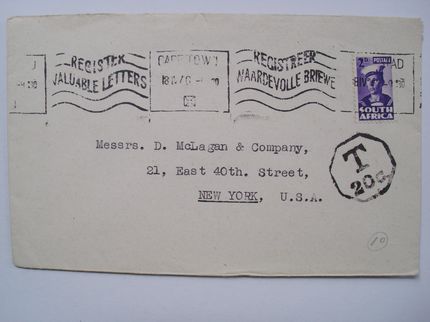 REGISTER
VALUABLE LETTERS
CAPE TOWN
REGISTREER
WAARDEVOLLE BRIEWE
2D. POSTAGE
SOUTH
AFRICA
Messrs. D. McLagan & Company,
21, East 40th. Street,
NEW YORK, U.S.A.
T
20c
10